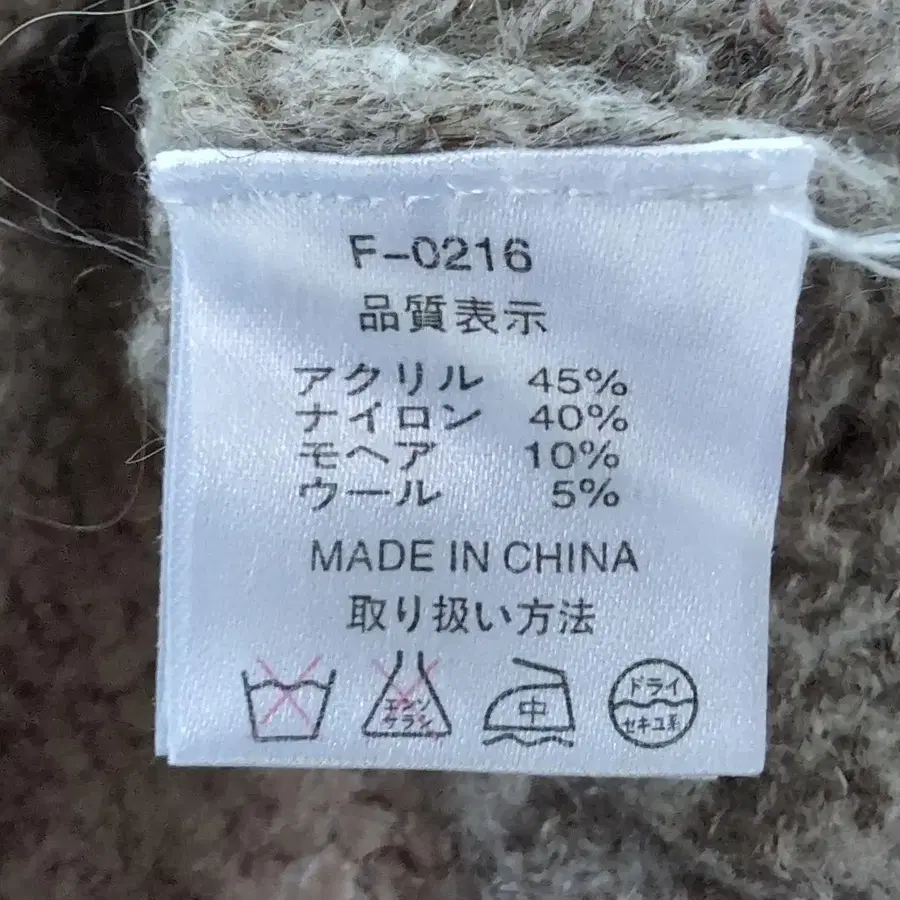 F-0216
品質表示
アクリル 45%
ナイロン 40%
モヘア 10%
ウール 5%
MADE IN CHINA
取り扱い方法
エンソ
サラシ
中
ドライ
セキユ系